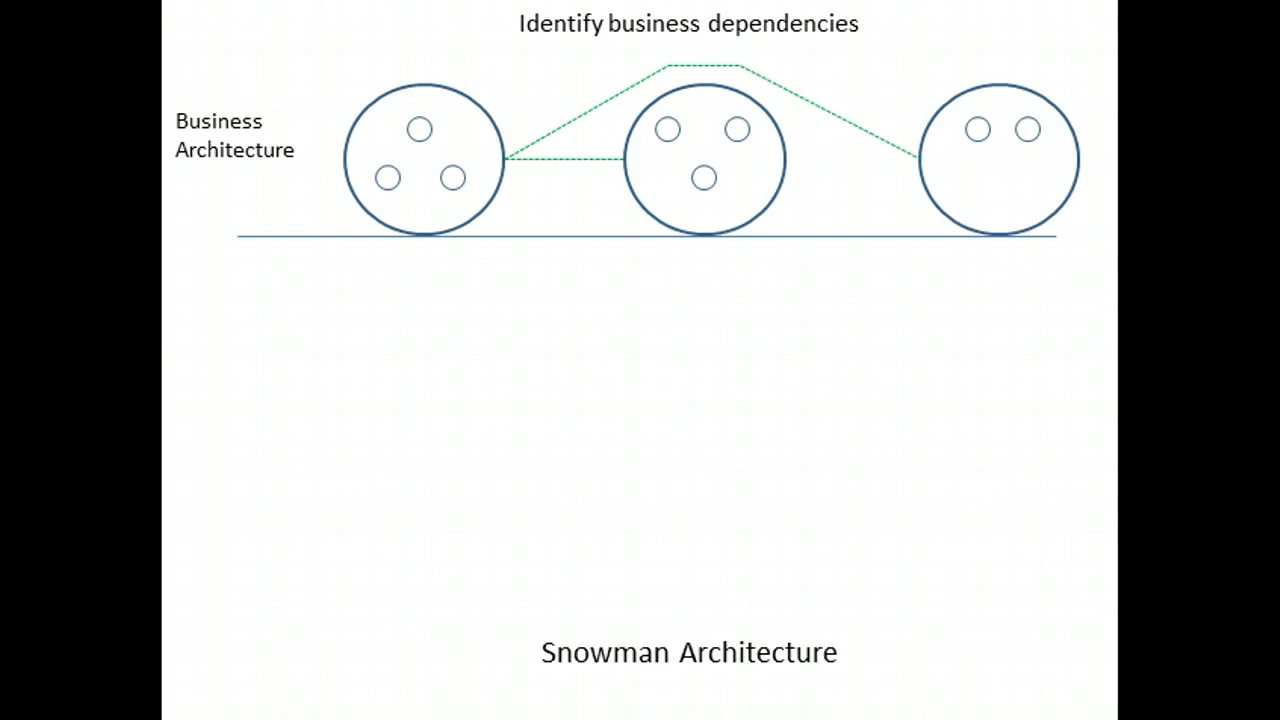 Identify business dependencies
Business
Architecture
Snowman Architecture